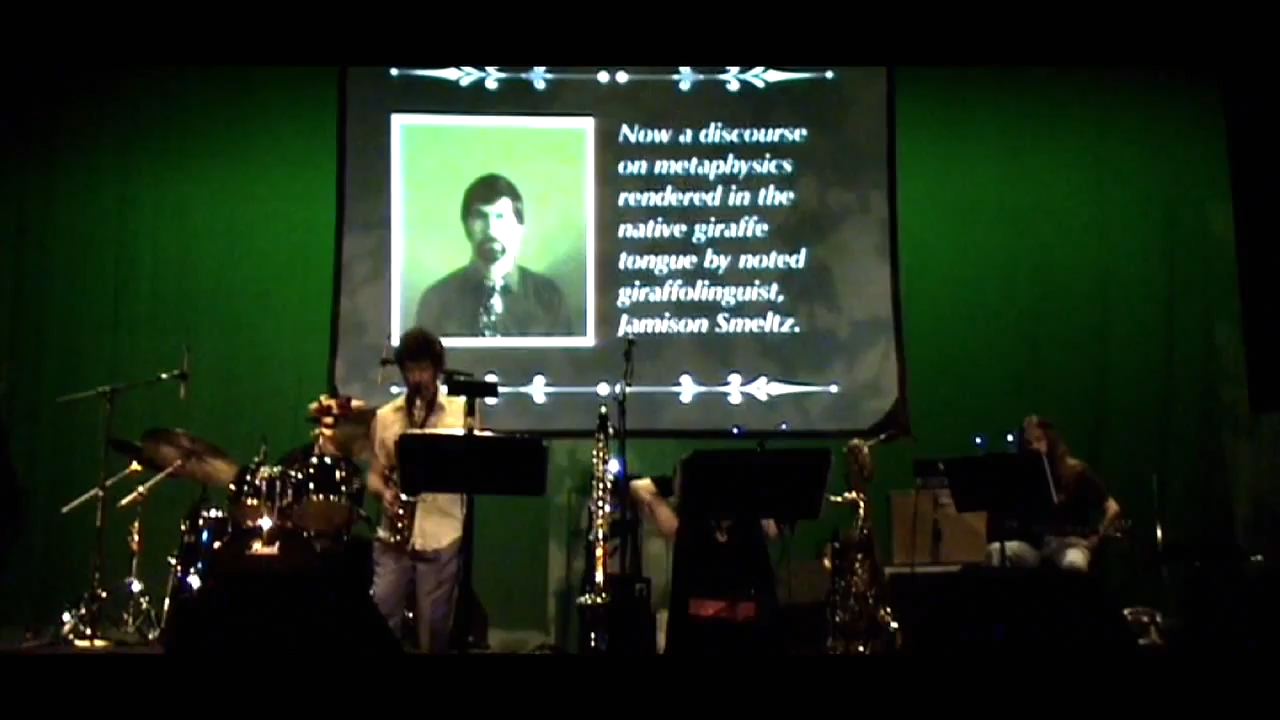 Now a discourse
on metaphysics
rendered in the
native giraffe
tongue by noted
giraffolinguist,
Jamison Smeltz.